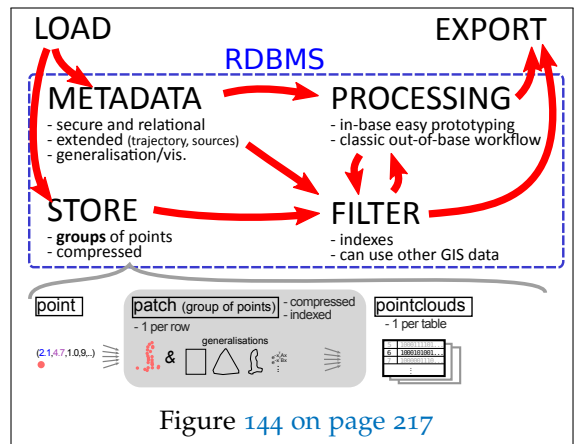 LOAD
EXPORT
RDBMS
METADATA
- secure and relational
- extended (trajectory, sources)
- generalisation/vis.
PROCESSING
- in-base easy prototyping
- classic out-of-base workflow
STORE
- groups of points
- compressed
FILTER
- indexes
- can use other GIS data
point
(2.1,4.7,1.0,9,..)
patch (group of points)
- 1 per row
- compressed
- indexed
generalisations
&
pointclouds
- 1 per table
6 1000101001...
Figure 144 on page 217